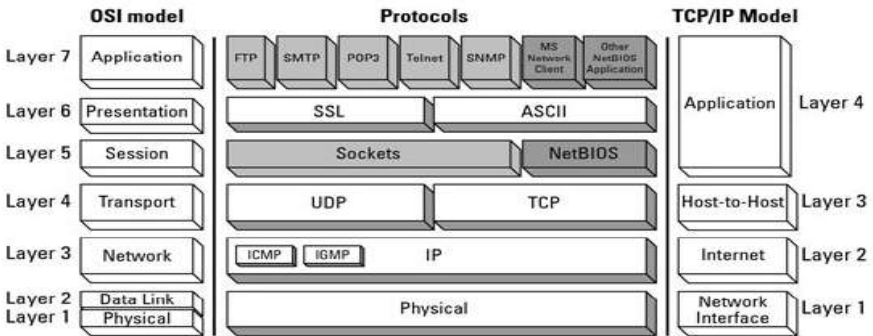 OSI model Protocols TCP/IP Model
Layer 7 Application FTP SMTP POP3 Telnet SNMP MS Network Client Other NetBIOS Application
Layer 6 Presentation SSL ASCII Application Layer 4
Layer 5 Session Sockets NetBIOS
Layer 4 Transport UDP TCP Host-to-Host Layer 3
Layer 3 Network ICMP IGMP IP Internet Layer 2
Layer 2 Data Link
Layer 1 Physical Physical Network Interface Layer 1